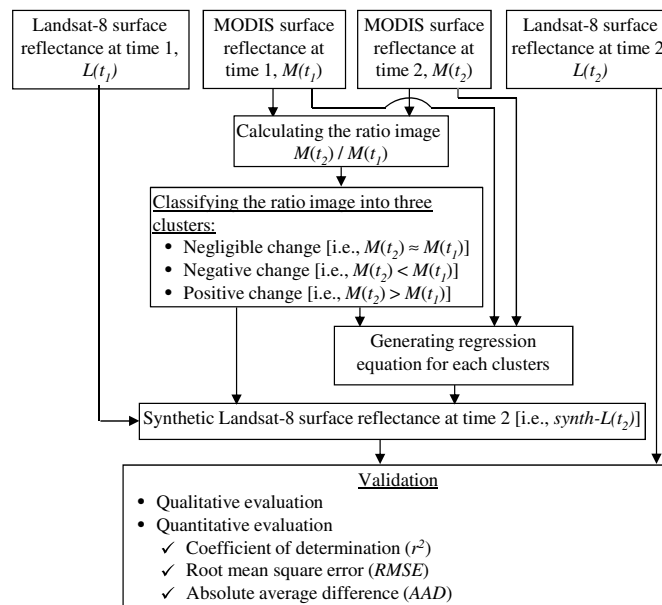 Landsat-8 surface
reflectance at time 1,
L(t₁)
MODIS surface
reflectance at
time 1, M(t₁)
MODIS surface
reflectance at
time 2, M(t₂)
Landsat-8 surface
reflectance at time 2
L(t₂)
Calculating the ratio image
M(t₂) / M(t₁)
Classifying the ratio image into three
clusters:
• Negligible change [i.e., M(t₂) ≈ M(t₁)]
• Negative change [i.e., M(t₂) < M(t₁)]
• Positive change [i.e., M(t₂) > M(t₁)]
Generating regression
equation for each clusters
Synthetic Landsat-8 surface reflectance at time 2 [i.e., synth-L(t₂)]
Validation
• Qualitative evaluation
• Quantitative evaluation
✓ Coefficient of determination (r²)
✓ Root mean square error (RMSE)
✓ Absolute average difference (AAD)